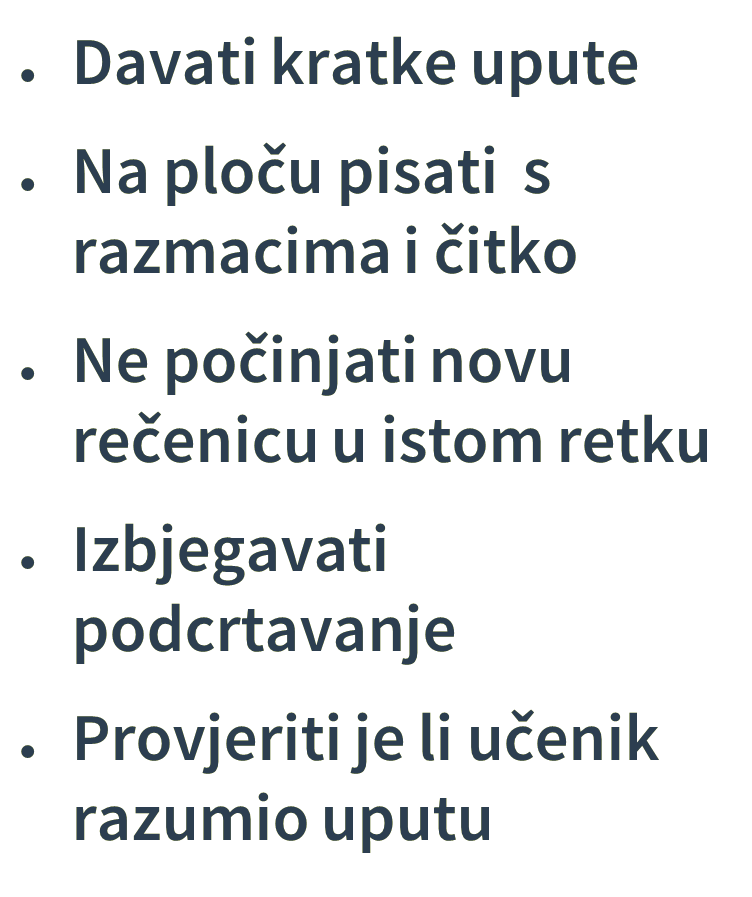 • Davati kratke upute
• Na ploču pisati  s
razmacima i čitko
• Ne počinjati novu
rečenicu u istom retku
• Izbjegavati
podcrtavanje
• Provjeriti je li učenik
razumio uputu